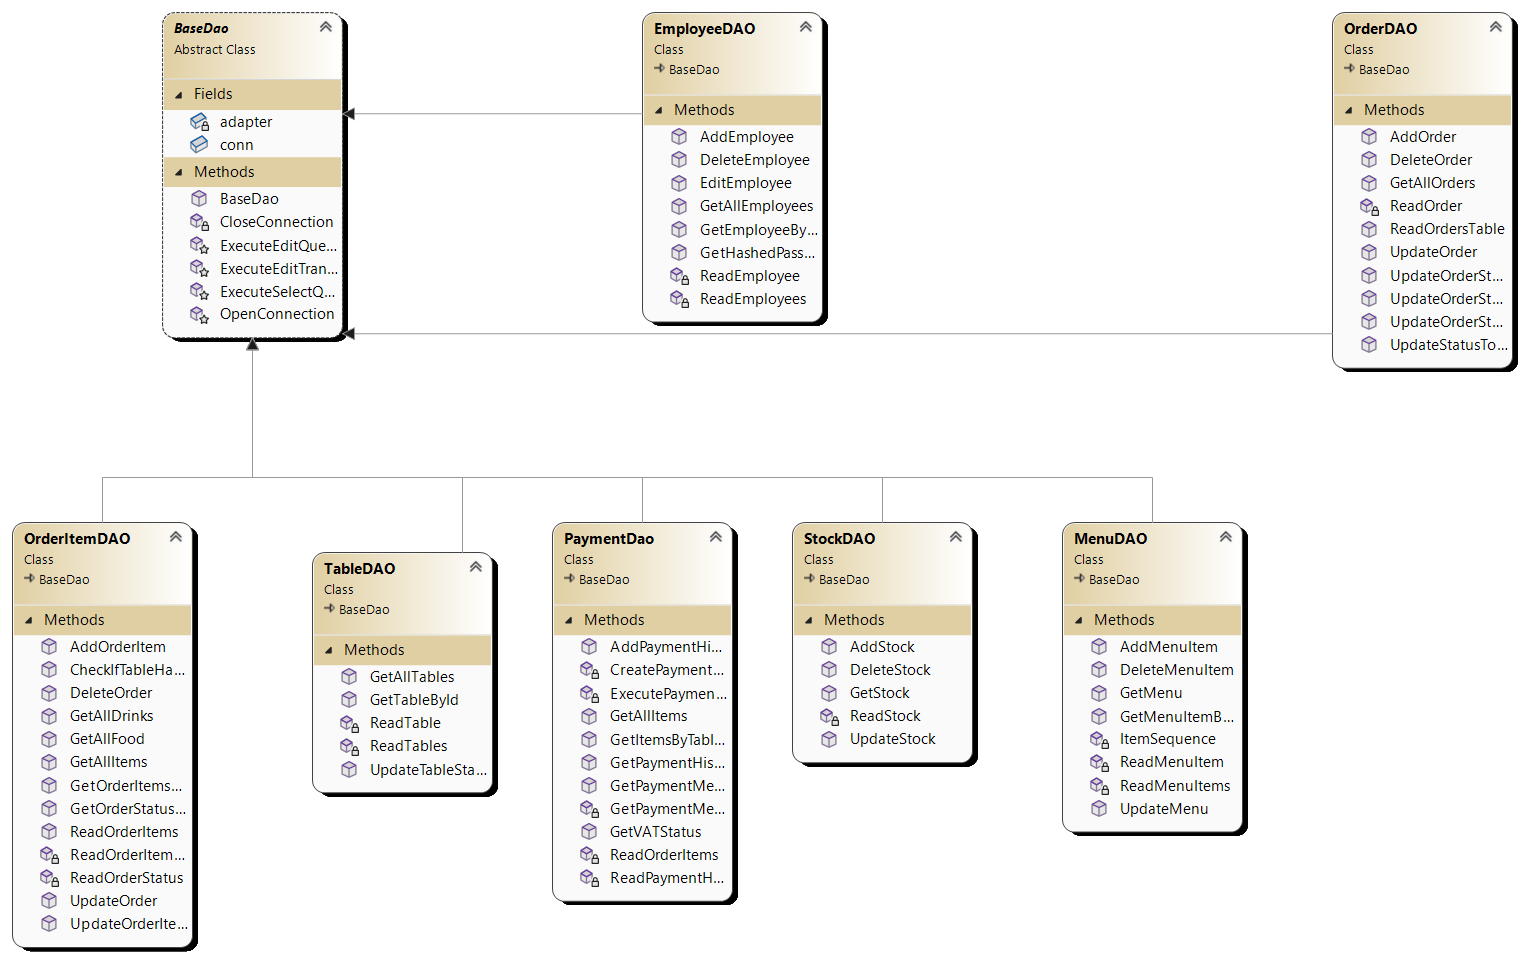 BaseDao
Abstract Class
Fields
adapter
conn
Methods
BaseDao
CloseConnection
ExecuteEditQue...
ExecuteEditTran...
ExecuteSelectQ...
OpenConnection
EmployeeDAO
Class
BaseDao
Methods
AddEmployee
DeleteEmployee
EditEmployee
GetAllEmployees
GetEmployeeBy...
GetHashedPass...
ReadEmployee
ReadEmployees
OrderDAO
Class
BaseDao
Methods
AddOrder
DeleteOrder
GetAllOrders
ReadOrder
ReadOrdersTable
UpdateOrder
UpdateOrderSt...
UpdateOrderSt...
UpdateOrderSt...
UpdateStatusTo...
OrderItemDAO
Class
BaseDao
Methods
AddOrderItem
CheckIfTableHa...
DeleteOrder
GetAllDrinks
GetAllFood
GetAllItems
GetOrderItems...
GetOrderStatus...
ReadOrderItems
ReadOrderItem...
ReadOrderStatus
UpdateOrder
UpdateOrderIte...
TableDAO
Class
BaseDao
Methods
GetAllTables
GetTableById
ReadTable
ReadTables
UpdateTableSta...
PaymentDao
Class
BaseDao
Methods
AddPaymentHi...
CreatePayment...
ExecutePaymen...
GetAllItems
GetItemsByTabl...
GetPaymentHis...
GetPaymentMe...
GetPaymentMe...
GetVATStatus
ReadOrderItems
ReadPaymentH...
StockDAO
Class
BaseDao
Methods
AddStock
DeleteStock
GetStock
ReadStock
UpdateStock
MenuDAO
Class
BaseDao
Methods
AddMenuItem
DeleteMenuItem
GetMenu
GetMenuItemB...
ItemSequence
ReadMenuItem
ReadMenuItems
UpdateMenu